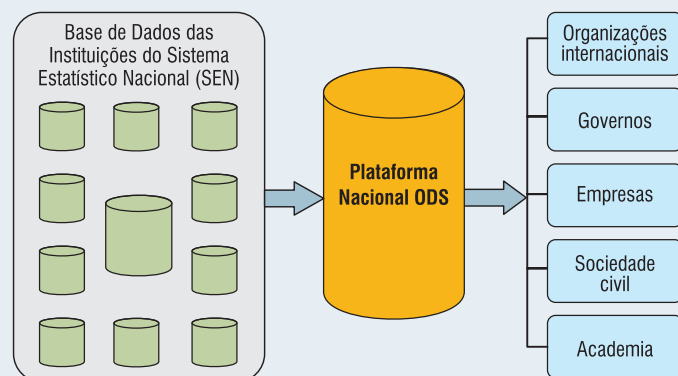 Base de Dados das
Instituições do Sistema
Estatístico Nacional (SEN)
Plataforma
Nacional ODS
Organizações
internacionais
Governos
Empresas
Sociedade
civil
Academia